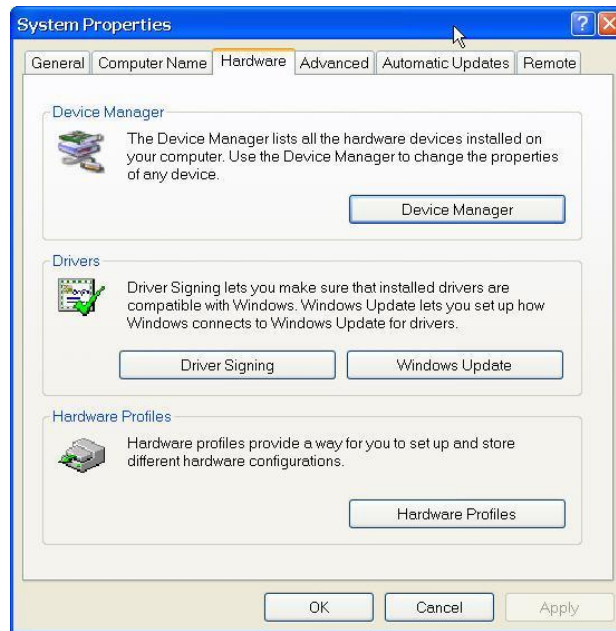 System Properties
General Computer Name Hardware Advanced Automatic Updates Remote
Device Manager
The Device Manager lists all the hardware devices installed on
your computer. Use the Device Manager to change the properties
of any device.
Device Manager
Drivers
Driver Signing lets you make sure that installed drivers are
compatible with Windows. Windows Update lets you set up how
Windows connects to Windows Update for drivers.
Driver Signing Windows Update
Hardware Profiles
Hardware profiles provide a way for you to set up and store
different hardware configurations.
Hardware Profiles
OK Cancel Apply